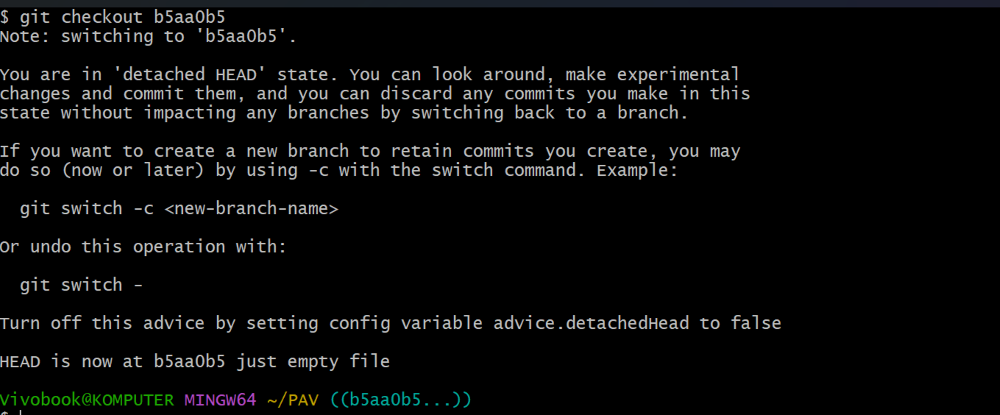 $ git checkout b5aa0b5
Note: switching to 'b5aa0b5'.
You are in 'detached HEAD' state. You can look around, make experimental
changes and commit them, and you can discard any commits you make in this
state without impacting any branches by switching back to a branch.
If you want to create a new branch to retain commits you create, you may
do so (now or later) by using -c with the switch command. Example:
git switch -c <new-branch-name>
Or undo this operation with:
git switch -
Turn off this advice by setting config variable advice.detachedHead to false
HEAD is now at b5aa0b5 just empty file
Vivobook@KOMPUTER MINGW64 ~/PAV ((b5aa0b5...))
$